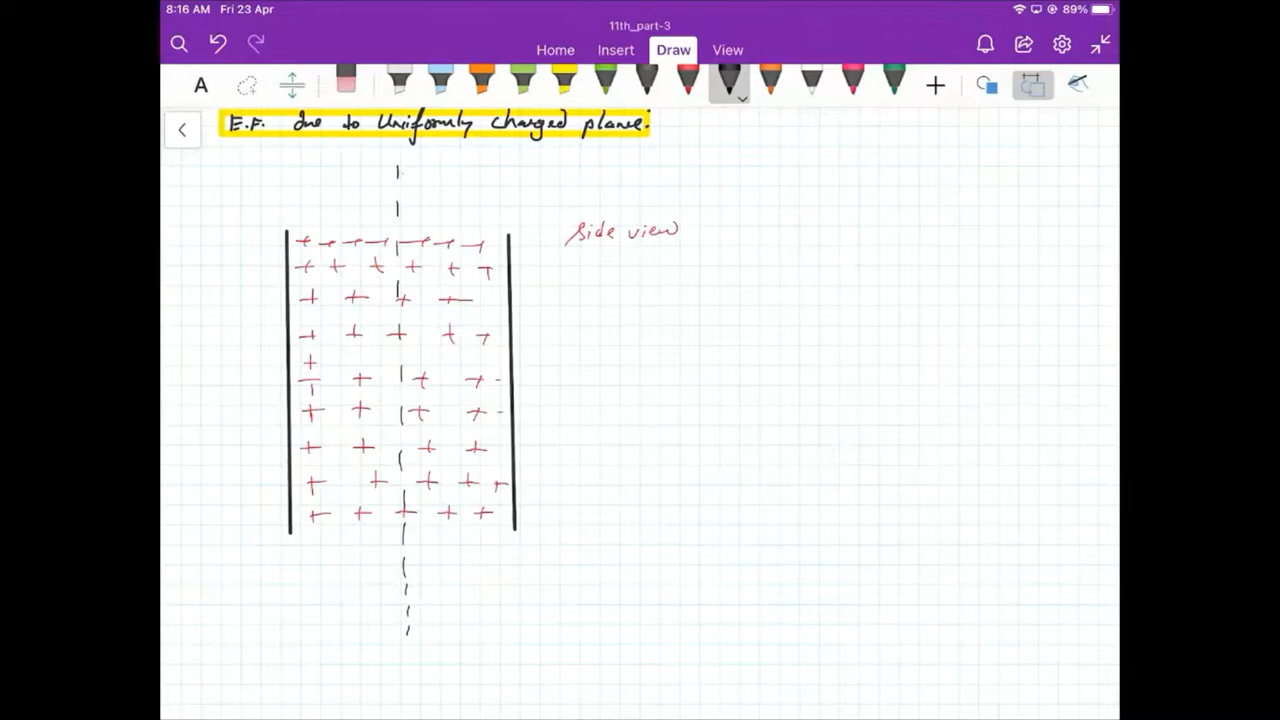 8:16 AM Fri 23 Apr
89%
11th_part-3
Home Insert Draw View
A
E.F. due to Uniformly charged plane.
side view